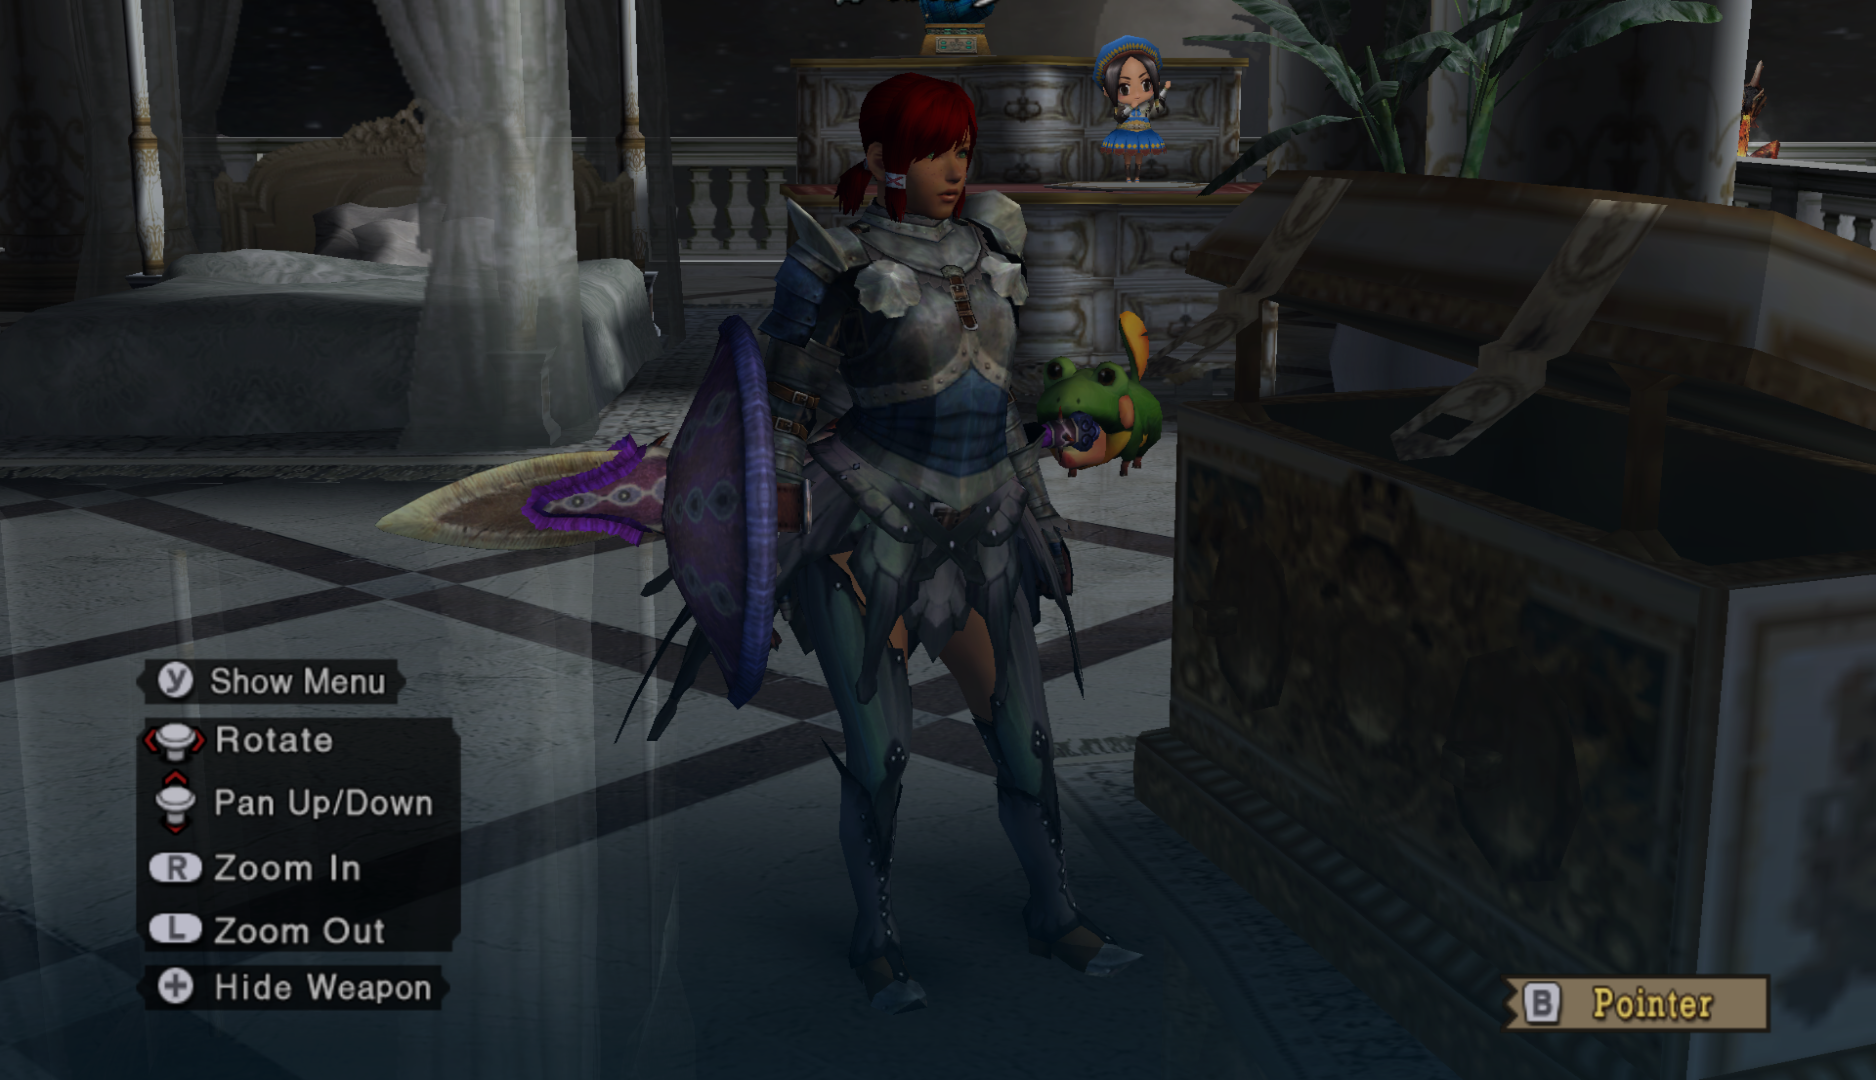 y Show Menu
Rotate
Pan Up/Down
R Zoom In
L Zoom Out
Hide Weapon
B Pointer